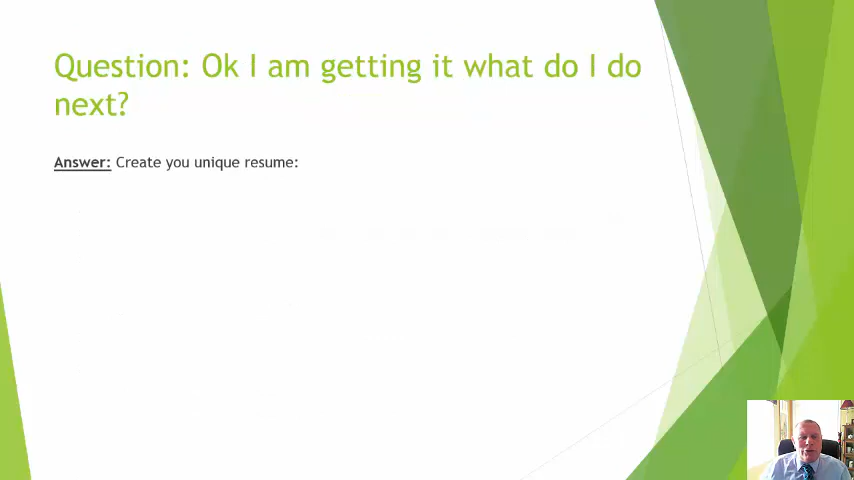 Question: Ok I am getting it what do I do
next?
Answer: Create you unique resume: